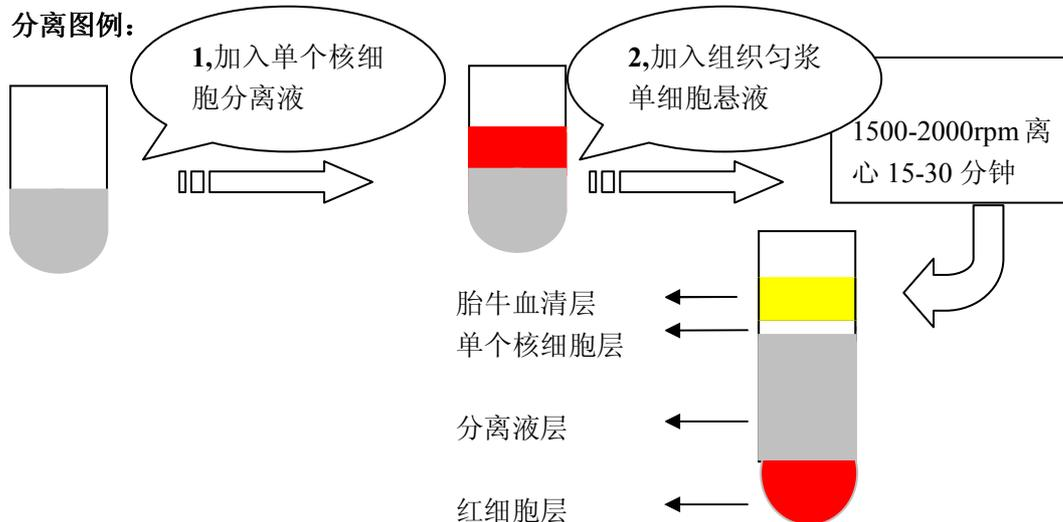 分离图例：
1,加入单个核细
胞分离液
2,加入组织匀浆
单细胞悬液
1500-2000rpm 离
心 15-30 分钟
胎牛血清层
单个核细胞层
分离液层
红细胞层